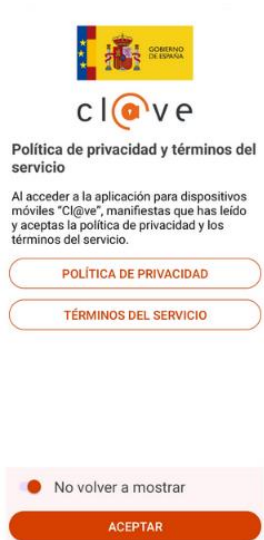 GOBIERNO
DE ESPAÑA
cl@ve
Política de privacidad y términos del
servicio
Al acceder a la aplicación para dispositivos
móviles "Cl@ve", manifiestas que has leído
y aceptas la política de privacidad y los
términos del servicio.
POLÍTICA DE PRIVACIDAD
TÉRMINOS DEL SERVICIO
No volver a mostrar
ACEPTAR